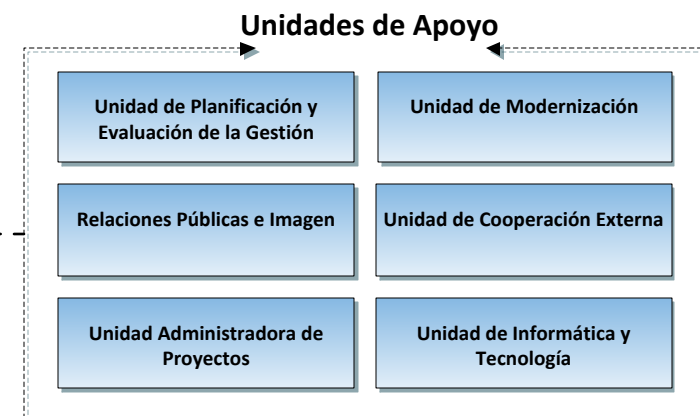 Unidades de Apoyo
Unidad de Planificación y
Evaluación de la Gestión
Unidad de Modernización
Relaciones Públicas e Imagen
Unidad de Cooperación Externa
Unidad Administradora de
Proyectos
Unidad de Informática y
Tecnología